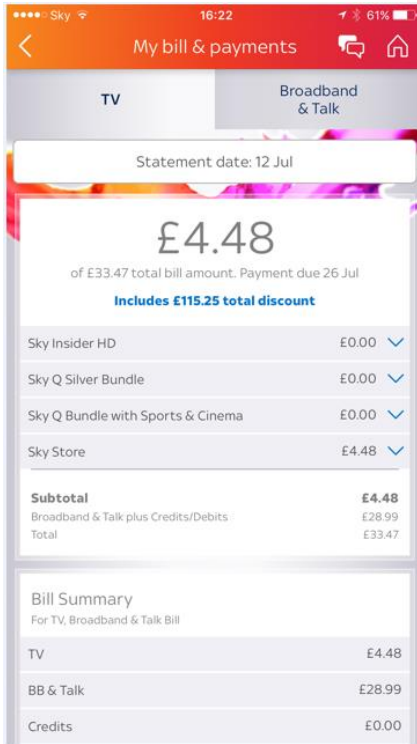 Sky 16:22 61%
My bill & payments
TV
Broadband
& Talk
Statement date: 12 Jul
£4.48
of £33.47 total bill amount. Payment due 26 Jul
Includes £115.25 total discount
Sky Insider HD £0.00
Sky Q Silver Bundle £0.00
Sky Q Bundle with Sports & Cinema £0.00
Sky Store £4.48
Subtotal £4.48
Broadband & Talk plus Credits/Debits £28.99
Total £33.47
Bill Summary
For TV, Broadband & Talk Bill
TV £4.48
BB & Talk £28.99
Credits £0.00